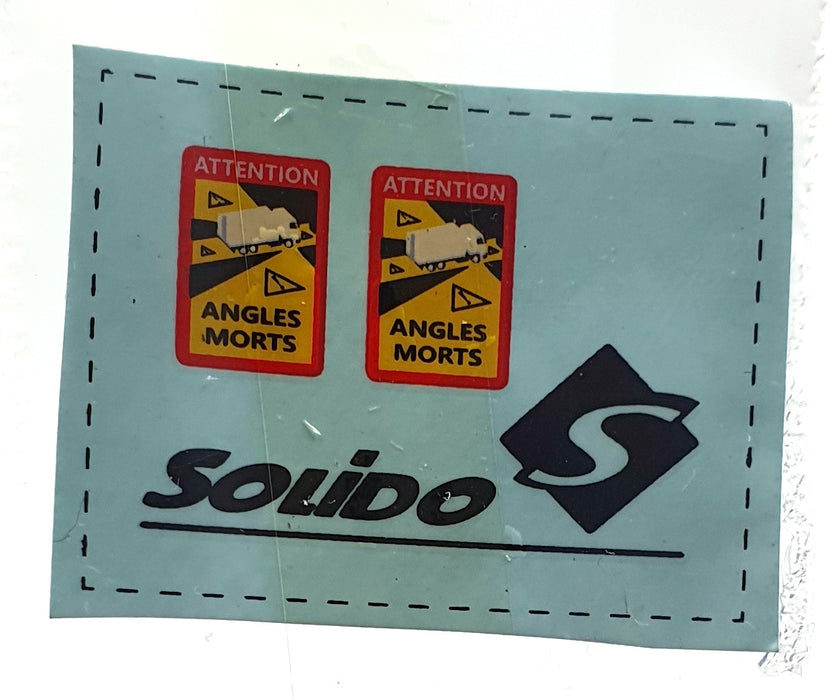 ATTENTION
ANGLES
MORTS
ATTENTION
ANGLES
MORTS
SOLiDO
S